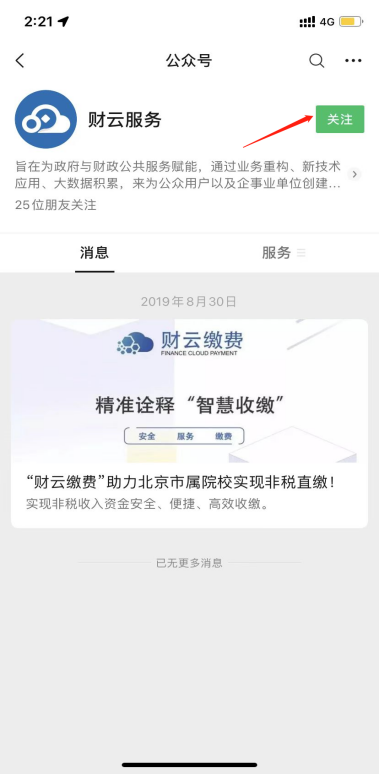 2:21
4G
公众号
财云服务
关注
旨在为政府与财政公共服务赋能，通过业务重构、新技术
应用、大数据积累，来为公众用户以及企事业单位创建...
25位朋友关注
消息
服务
2019年8月30日
财云缴费
FINANCE CLOUD PAYMENT
精准诠释“智慧收缴”
安全 服务 缴费
“财云缴费”助力北京市属院校实现非税直缴！
实现非税收入资金安全、便捷、高效收缴。
已无更多消息